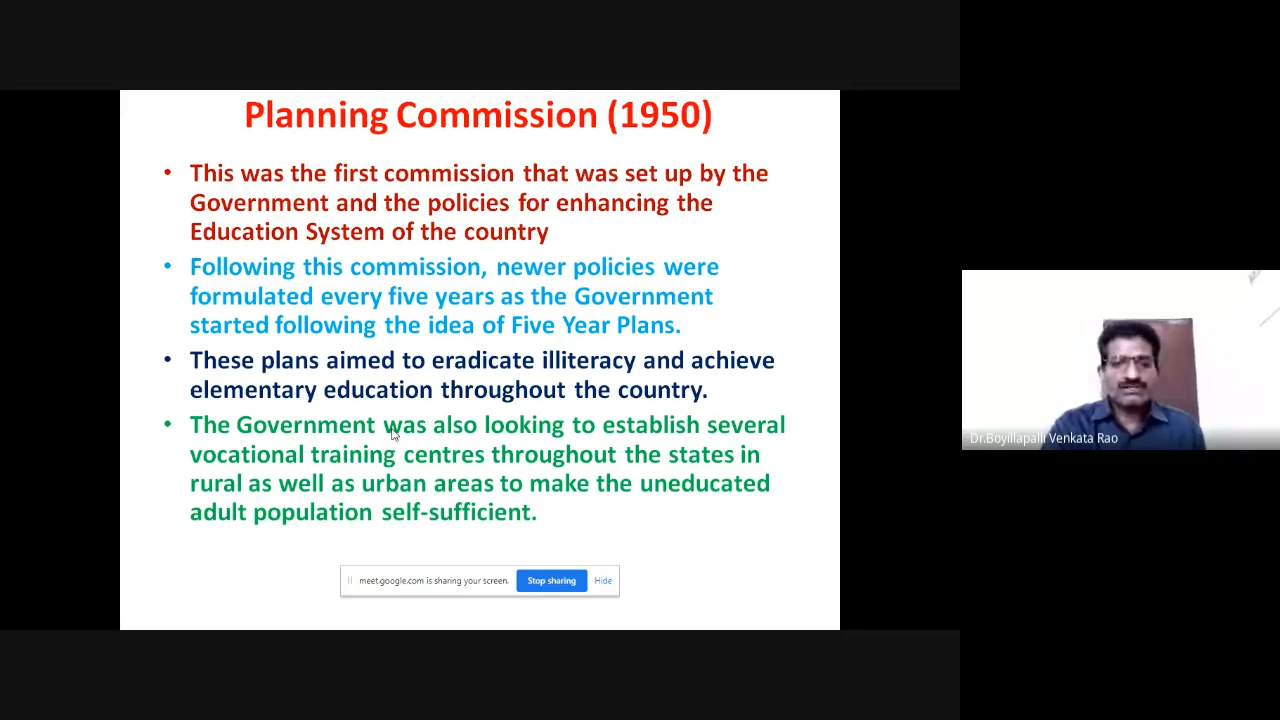 Planning Commission (1950)
• This was the first commission that was set up by the
Government and the policies for enhancing the
Education System of the country
• Following this commission, newer policies were
formulated every five years as the Government
started following the idea of Five Year Plans.
• These plans aimed to eradicate illiteracy and achieve
elementary education throughout the country.
• The Government was also looking to establish several
vocational training centres throughout the states in
rural as well as urban areas to make the uneducated
adult population self-sufficient.
meet.google.com is sharing your screen. Stop sharing Hide
Dr.Boyillapalli Venkata Rao